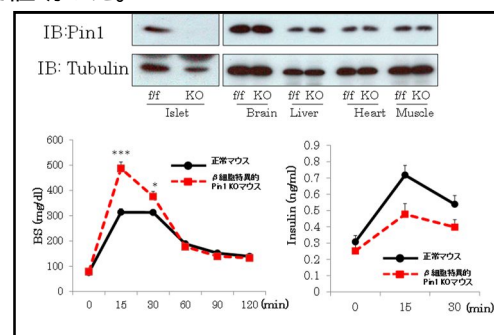 IB:Pin1
IB: Tubulin
f/f KO f/f KO f/f KO f/f KO f/f KO
Islet Brain Liver Heart Muscle
600
500
400
300
200
100
0
BS (mg/dl)
***
*
正常マウス
β細胞特異的
Pin1 KOマウス
0 15 30 60 90 120 (min)
0.9
0.8
0.7
0.6
0.5
0.4
0.3
0.2
0.1
0
Insulin (ng/ml)
正常マウス
β細胞特異的
Pin1 KOマウス
0 15 30 (min)